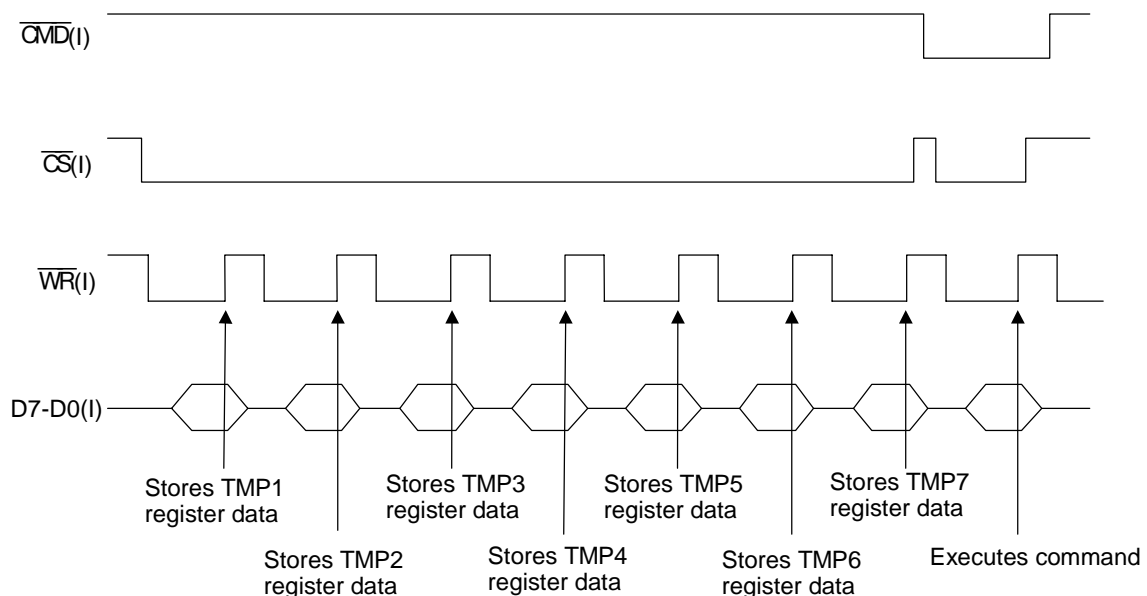 CMD(I)
CS(I)
WR(I)
D7-D0(I)
Stores TMP1
register data
Stores TMP2
register data
Stores TMP3
register data
Stores TMP4
register data
Stores TMP5
register data
Stores TMP6
register data
Stores TMP7
register data
Executes command